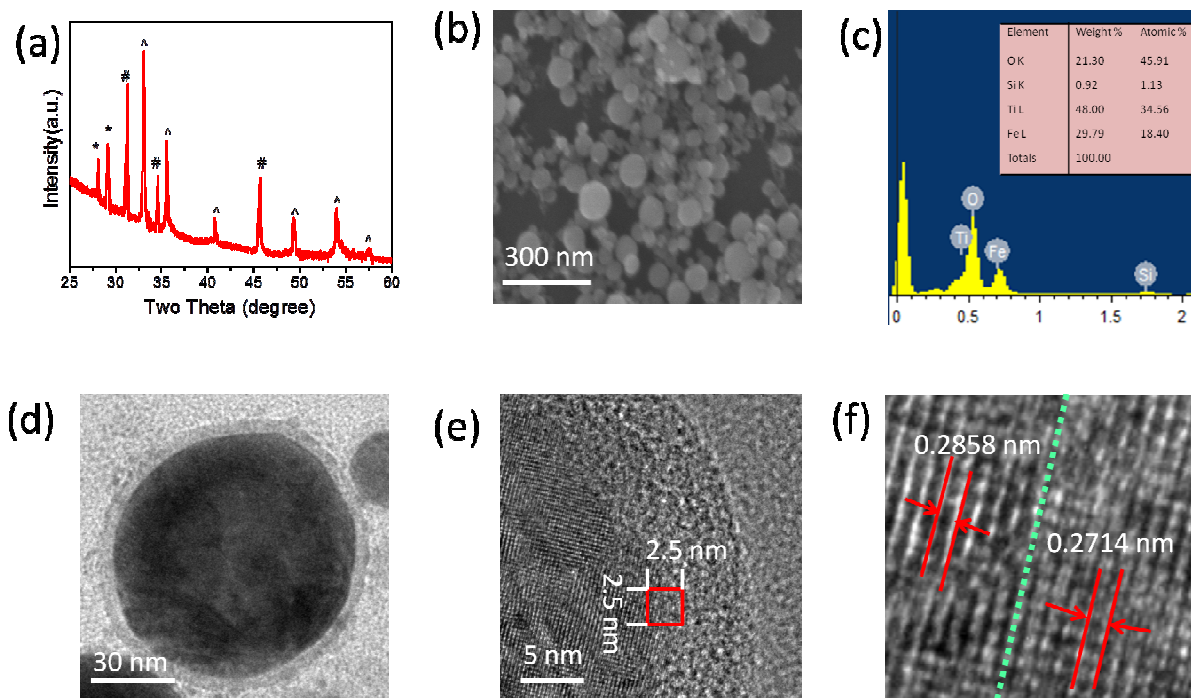 (a)
Intensity(a.u.)
* * # ^ # ^ ^ # ^ ^ ^
25 30 35 40 45 50 55 60
Two Theta (degree)
(b)
300 nm
(c)
Element Weight% Atomic%
O K 21.30 45.91
Si K 0.92 1.13
Ti L 48.00 34.56
Fe L 29.79 18.40
Totals 100.00
O
Ti
Fe
Si
0 0.5 1 1.5 2
(d)
30 nm
(e)
2.5 nm
2.5 nm
5 nm
(f)
0.2858 nm
0.2714 nm